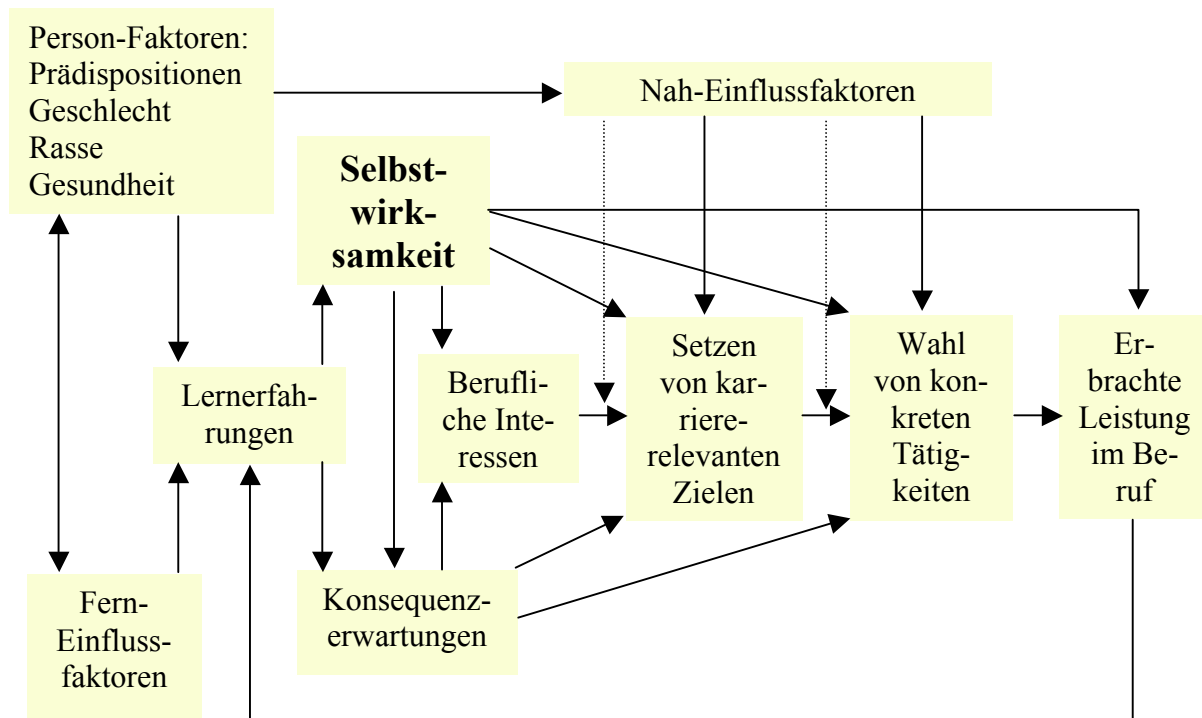 Person-Faktoren:
Prädispositionen
Geschlecht
Rasse
Gesundheit
Nah-Einflussfaktoren
Selbst-
wirk-
samkeit
Lernerfah-
rungen
Berufli-
che Inte-
ressen
Setzen
von kar-
riere-
relevanten
Zielen
Wahl
von kon-
kreten
Tätig-
keiten
Er-
brachte
Leistung
im Be-
ruf
Fern-
Einfluss-
faktoren
Konsequenz-
erwartungen